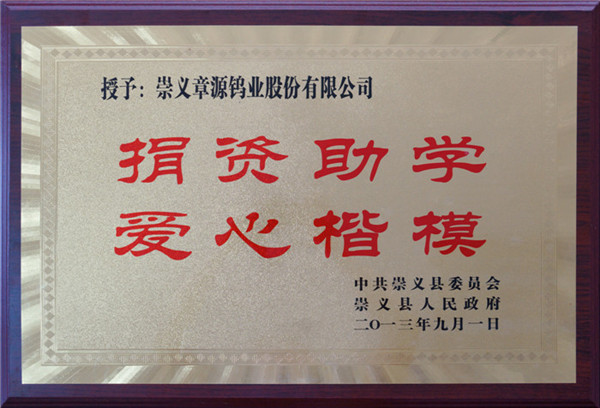 授予：崇义章源钨业股份有限公司
捐资助学
爱心楷模
中共崇义县委员会
崇义县人民政府
二〇一三年九月一日